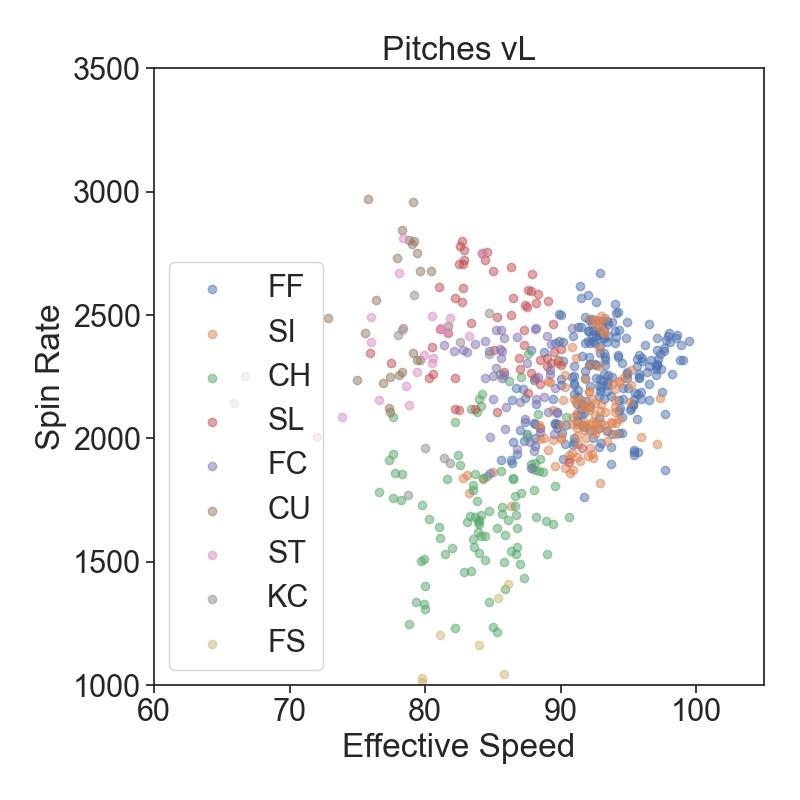 Pitches vL
3500
3000
2500
2000
1500
1000
Spin Rate
FF
SI
CH
SL
FC
CU
ST
KC
FS
60
70
80
90
100
Effective Speed